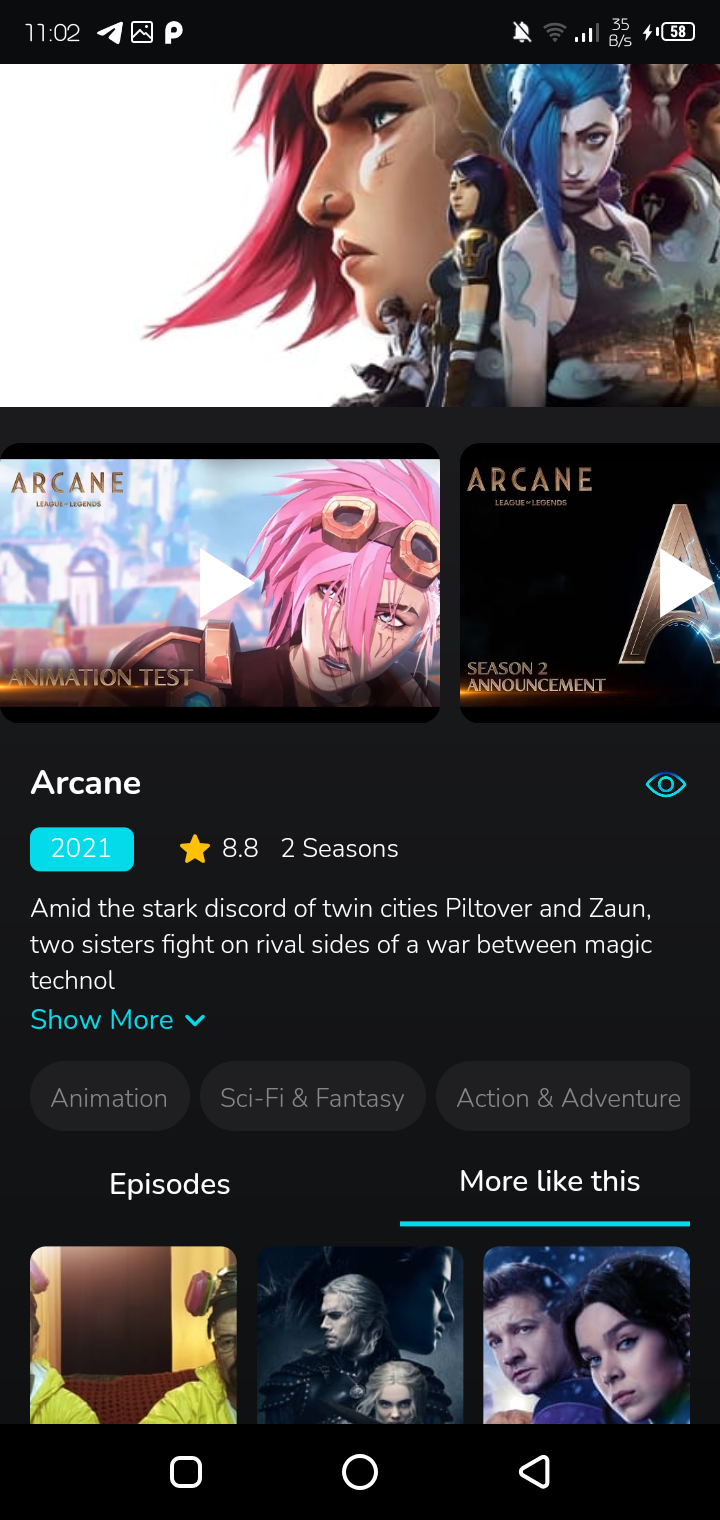 11:02
35
B/s
58
ARCANE
LEAGUE OF LEGENDS
ANIMATION TEST
ARCANE
LEAGUE OF LEGENDS
SEASON 2
ANNOUNCEMENT
Arcane
2021 8.8 2 Seasons
Amid the stark discord of twin cities Piltover and Zaun,
two sisters fight on rival sides of a war between magic
technol
Show More
Animation Sci-Fi & Fantasy Action & Adventure
Episodes More like this